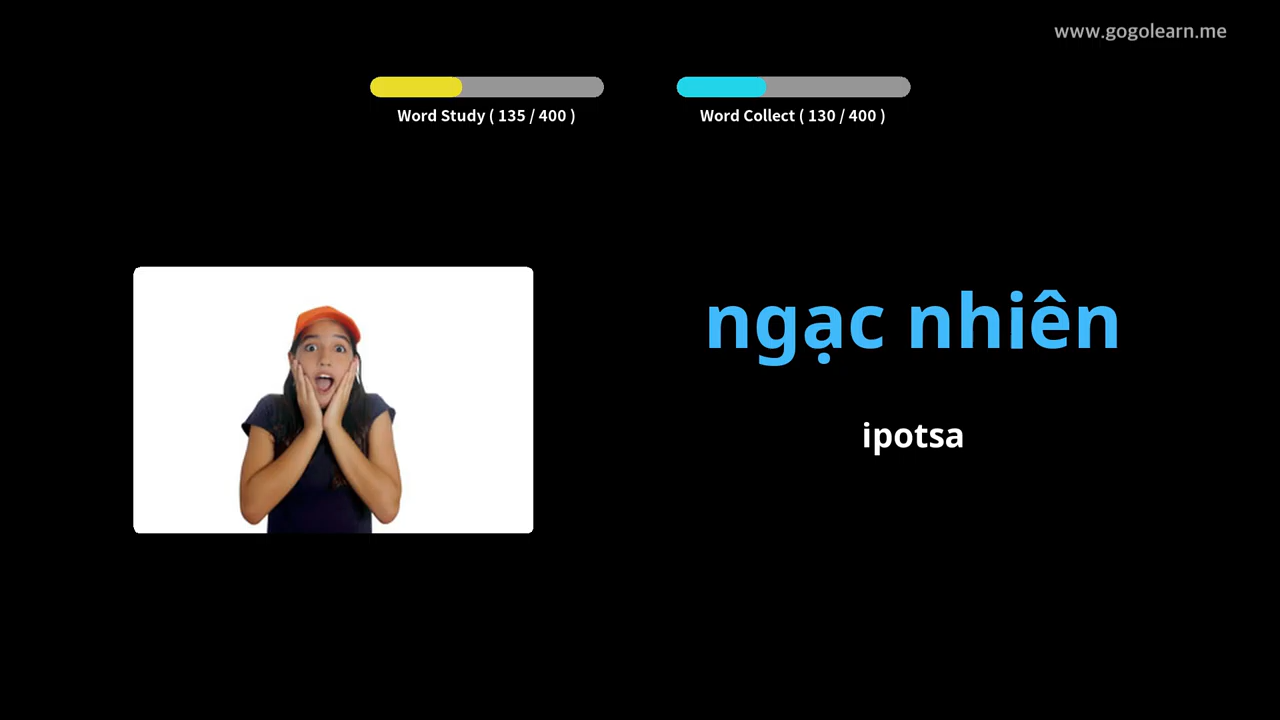 www.gogolearn.me
Word Study ( 135 / 400 )
Word Collect ( 130 / 400 )
ngạc nhiên
ipotsa